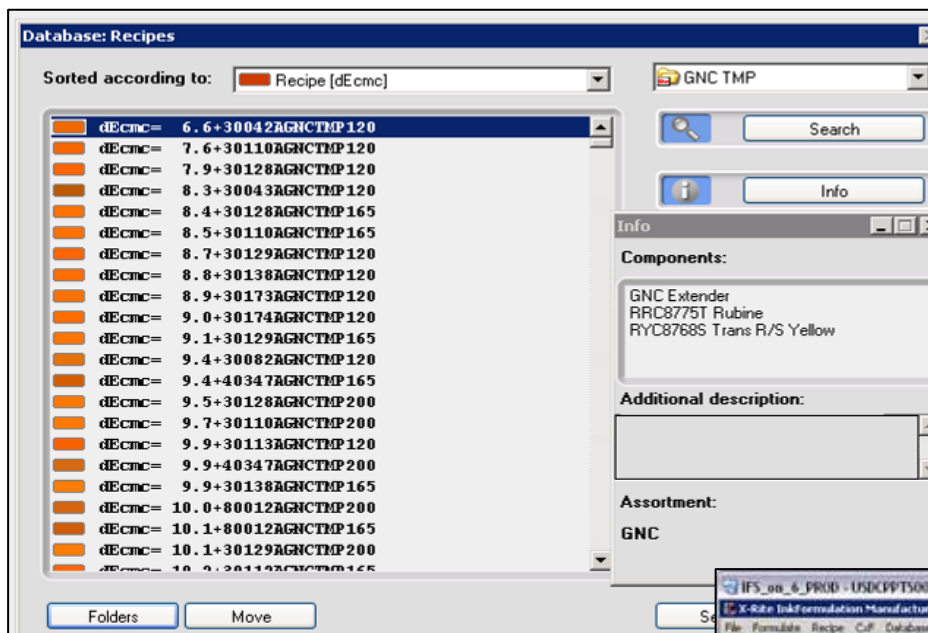 Database: Recipes
Sorted according to:
Recipe [dEcmc]
GNC TMP
dEcmc= 6.6+30042AGNCTMP120
dEcmc= 7.6+30110AGNCTMP120
dEcmc= 7.9+30128AGNCTMP120
dEcmc= 8.3+30043AGNCTMP120
dEcmc= 8.4+30128AGNCTMP165
dEcmc= 8.5+30110AGNCTMP165
dEcmc= 8.7+30129AGNCTMP120
dEcmc= 8.8+30138AGNCTMP120
dEcmc= 8.9+30173AGNCTMP120
dEcmc= 9.0+30174AGNCTMP120
dEcmc= 9.1+30129AGNCTMP165
dEcmc= 9.4+30082AGNCTMP120
dEcmc= 9.4+40347AGNCTMP165
dEcmc= 9.5+30128AGNCTMP200
dEcmc= 9.7+30110AGNCTMP200
dEcmc= 9.9+30113AGNCTMP120
dEcmc= 9.9+40347AGNCTMP200
dEcmc= 9.9+30138AGNCTMP165
dEcmc= 10.0+80012AGNCTMP200
dEcmc= 10.1+80012AGNCTMP165
dEcmc= 10.1+30129AGNCTMP200
Search
Info
Info
Components:
GNC Extender
RRC8775T Rubine
RYC8768S Trans R/S Yellow
Additional description:
Assortment:
GNC
Folders
Move
Se
IFS_on_6_PROD - USDCPPT500
X-Rite InkFormulation Manufactur
File Formulate Recipe Database